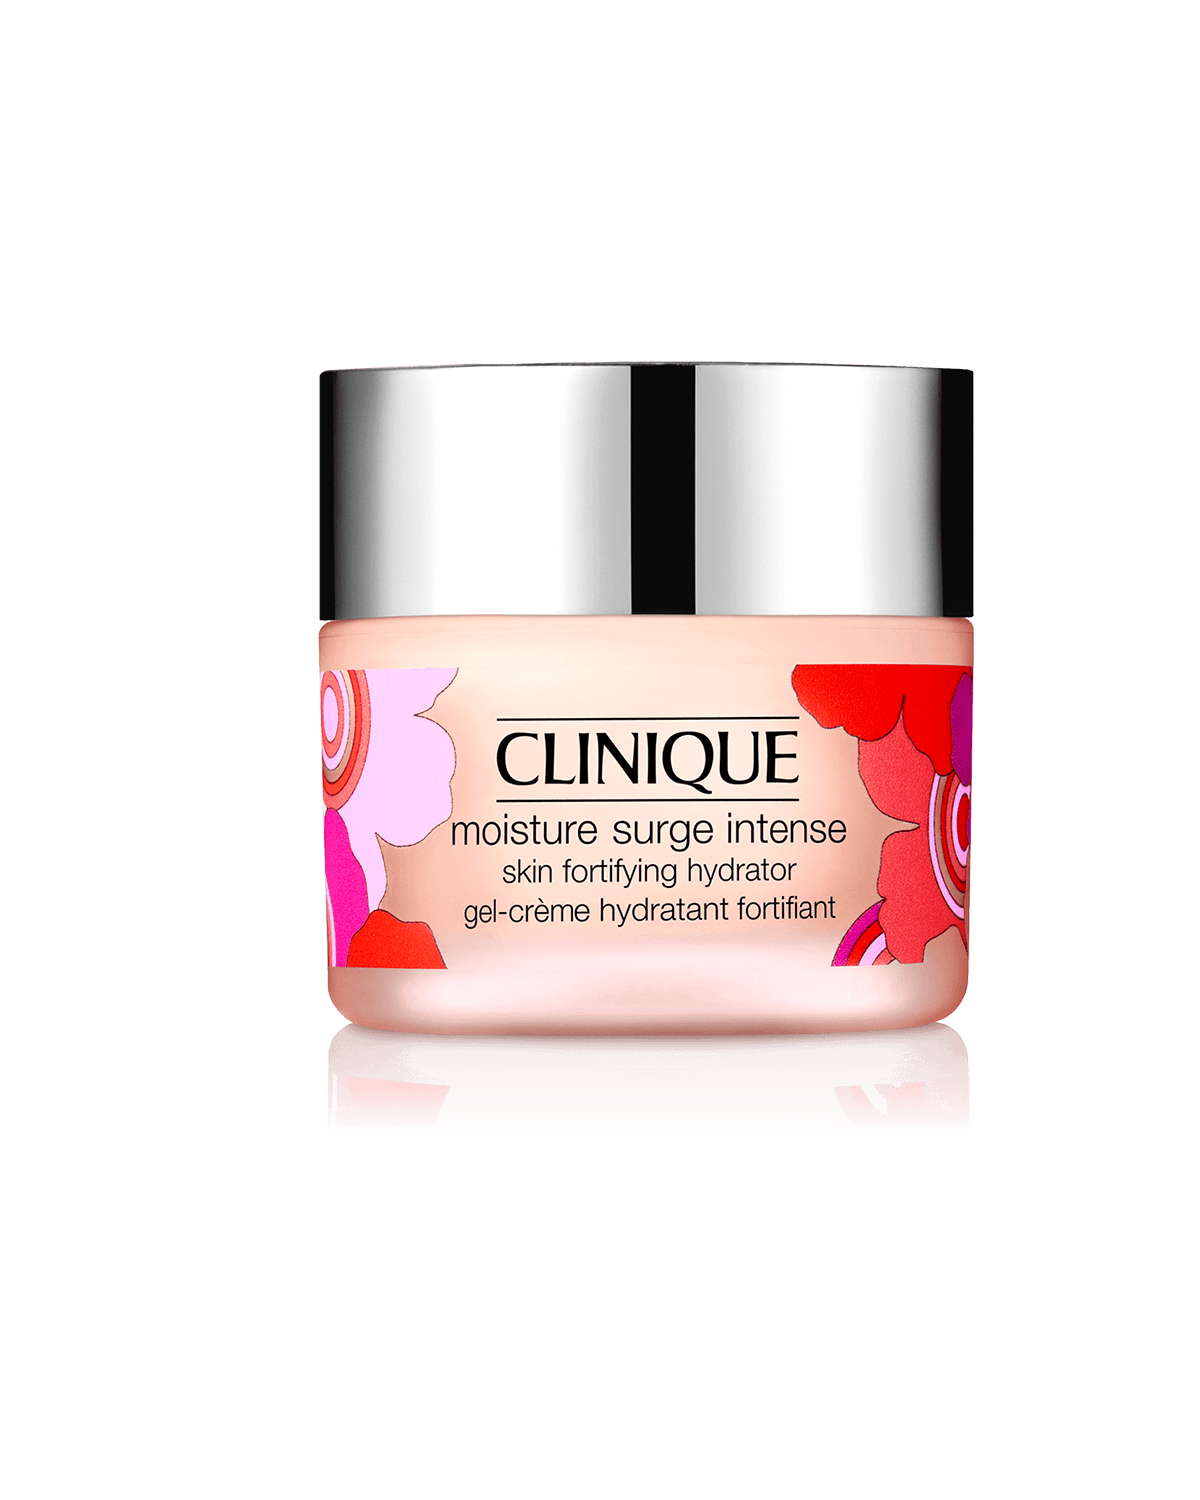 CLINIQUE
moisture surge intense
skin fortifying hydrator
gel-crème hydratant fortifiant